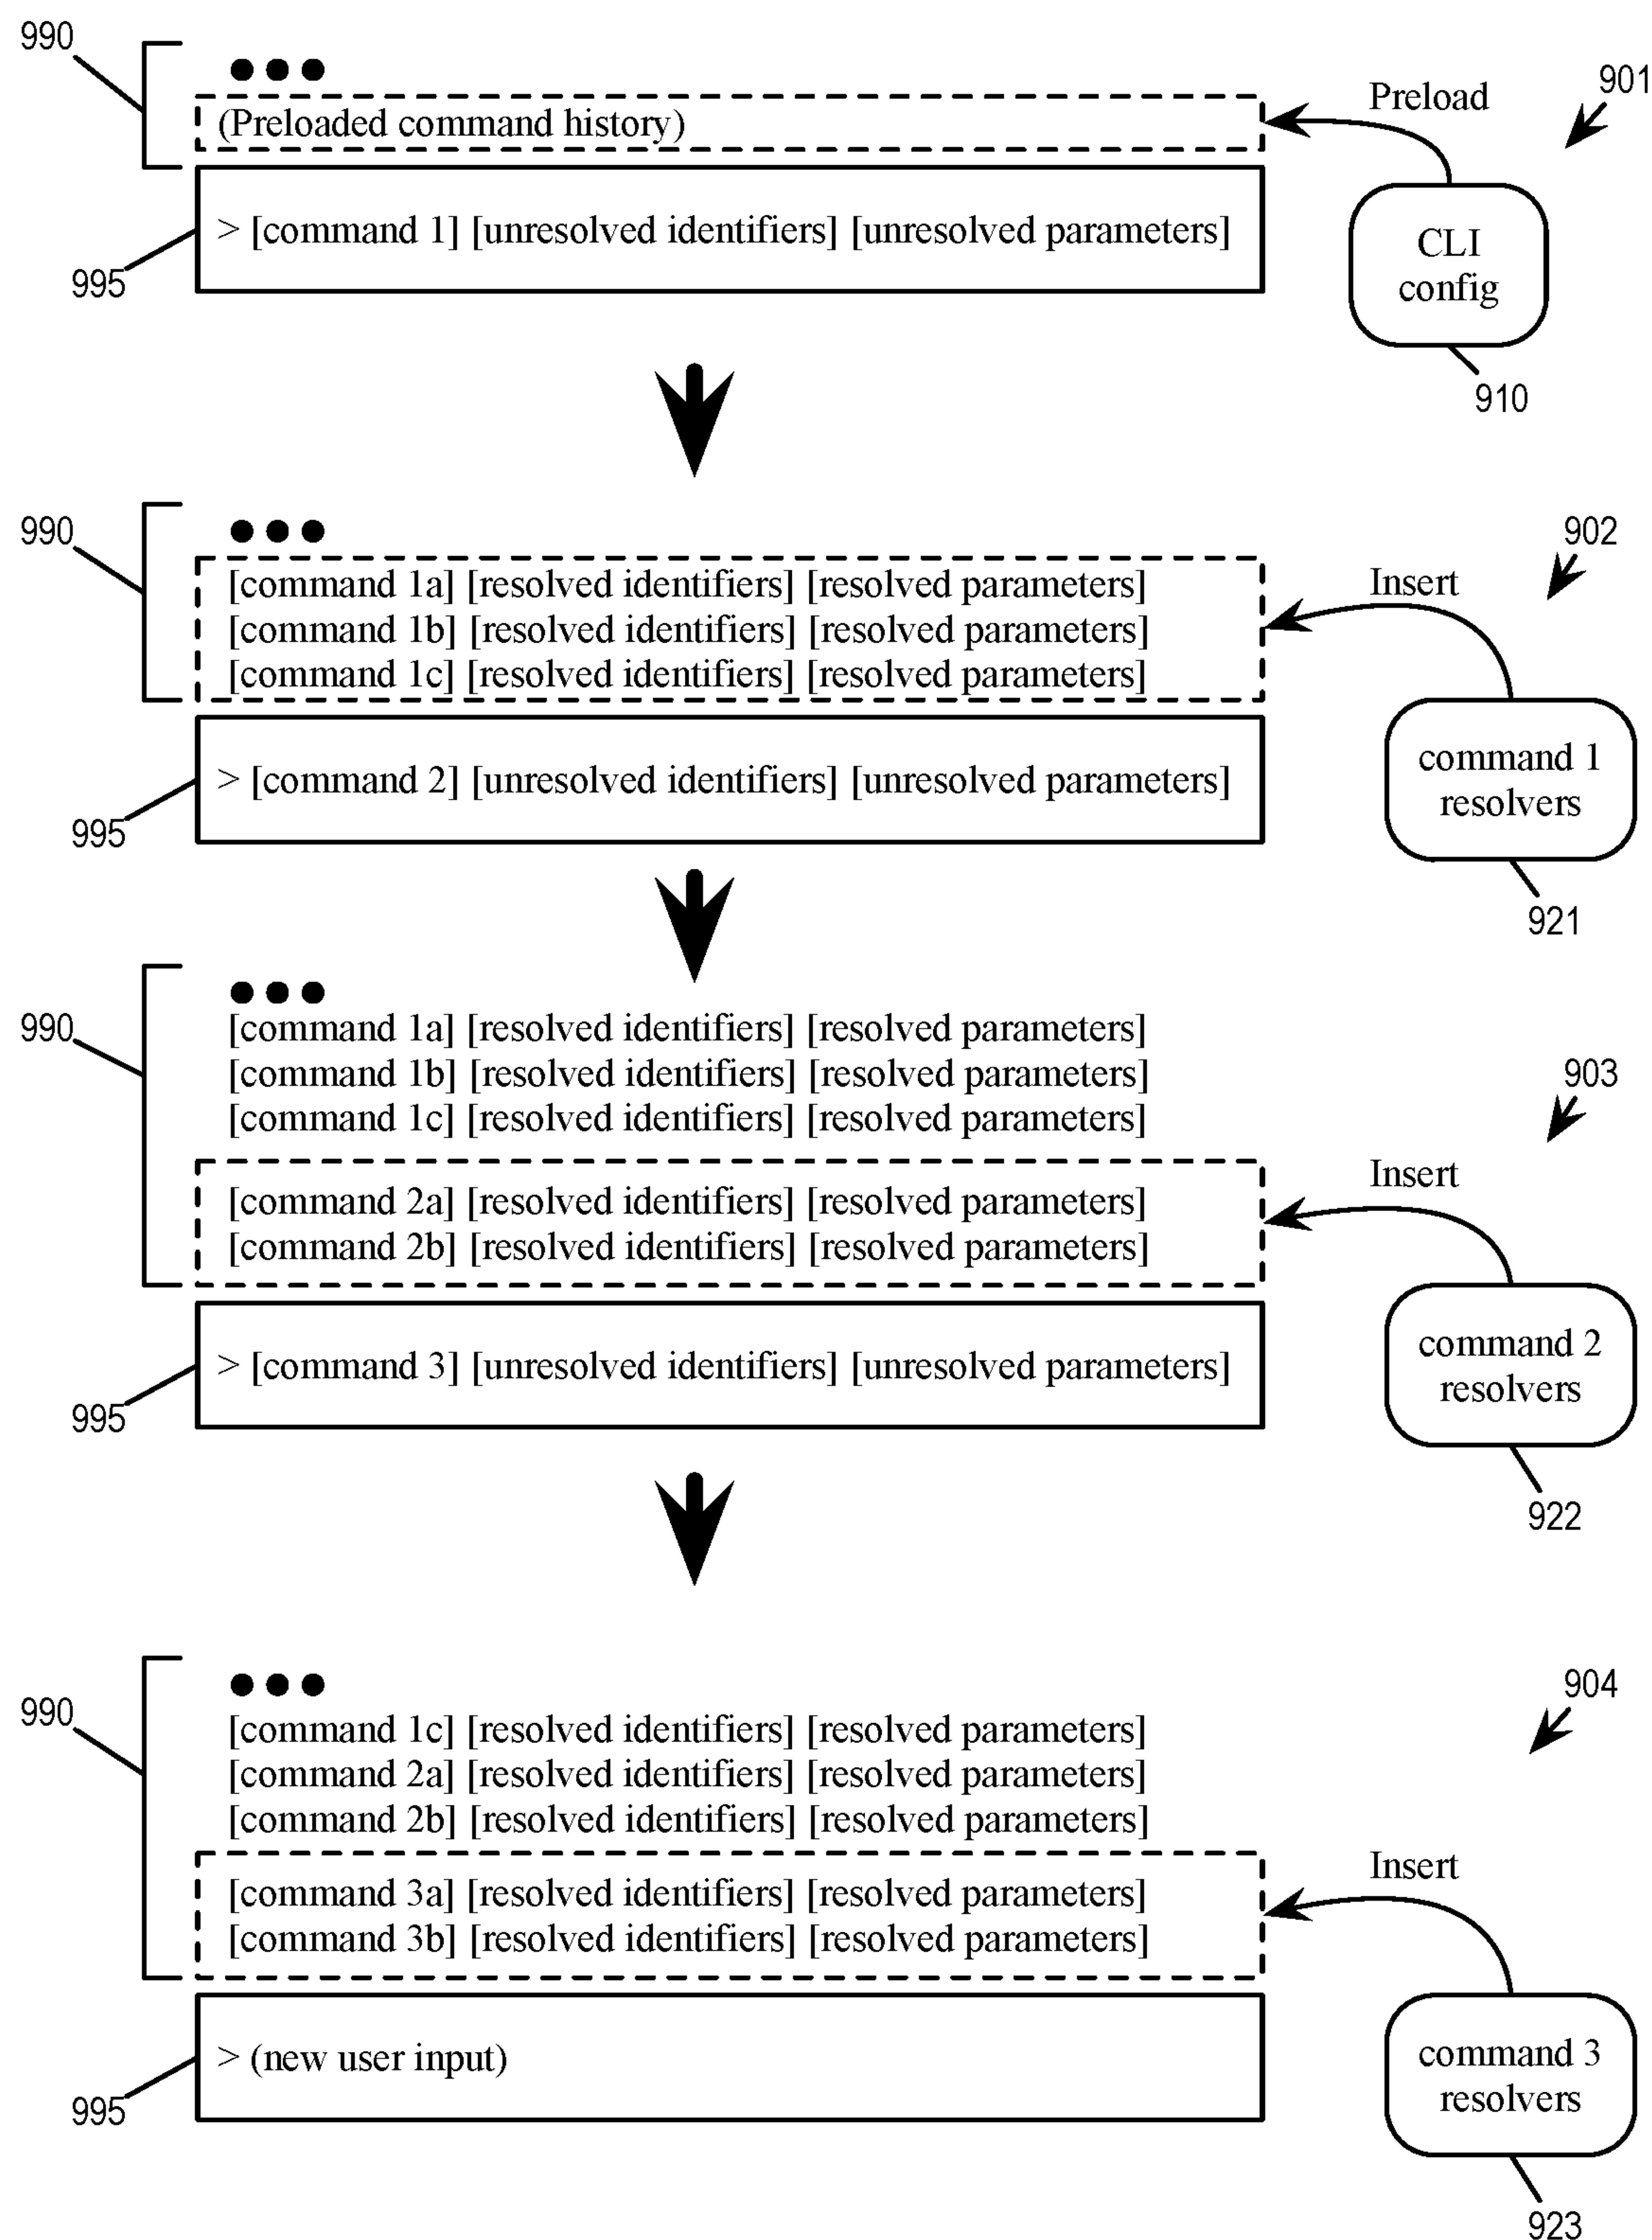 990
901
Preload
(Preloaded command history)
> [command 1] [unresolved identifiers] [unresolved parameters]
CLI
config
995
910
990
902
Insert
[command 1a] [resolved identifiers] [resolved parameters]
[command 1b] [resolved identifiers] [resolved parameters]
[command 1c] [resolved identifiers] [resolved parameters]
> [command 2] [unresolved identifiers] [unresolved parameters]
command 1
resolvers
995
921
990
[command 1a] [resolved identifiers] [resolved parameters]
[command 1b] [resolved identifiers] [resolved parameters]
[command 1c] [resolved identifiers] [resolved parameters]
903
Insert
[command 2a] [resolved identifiers] [resolved parameters]
[command 2b] [resolved identifiers] [resolved parameters]
> [command 3] [unresolved identifiers] [unresolved parameters]
command 2
resolvers
995
922
990
904
[command 1c] [resolved identifiers] [resolved parameters]
[command 2a] [resolved identifiers] [resolved parameters]
[command 2b] [resolved identifiers] [resolved parameters]
Insert
[command 3a] [resolved identifiers] [resolved parameters]
[command 3b] [resolved identifiers] [resolved parameters]
> (new user input)
command 3
resolvers
995
923